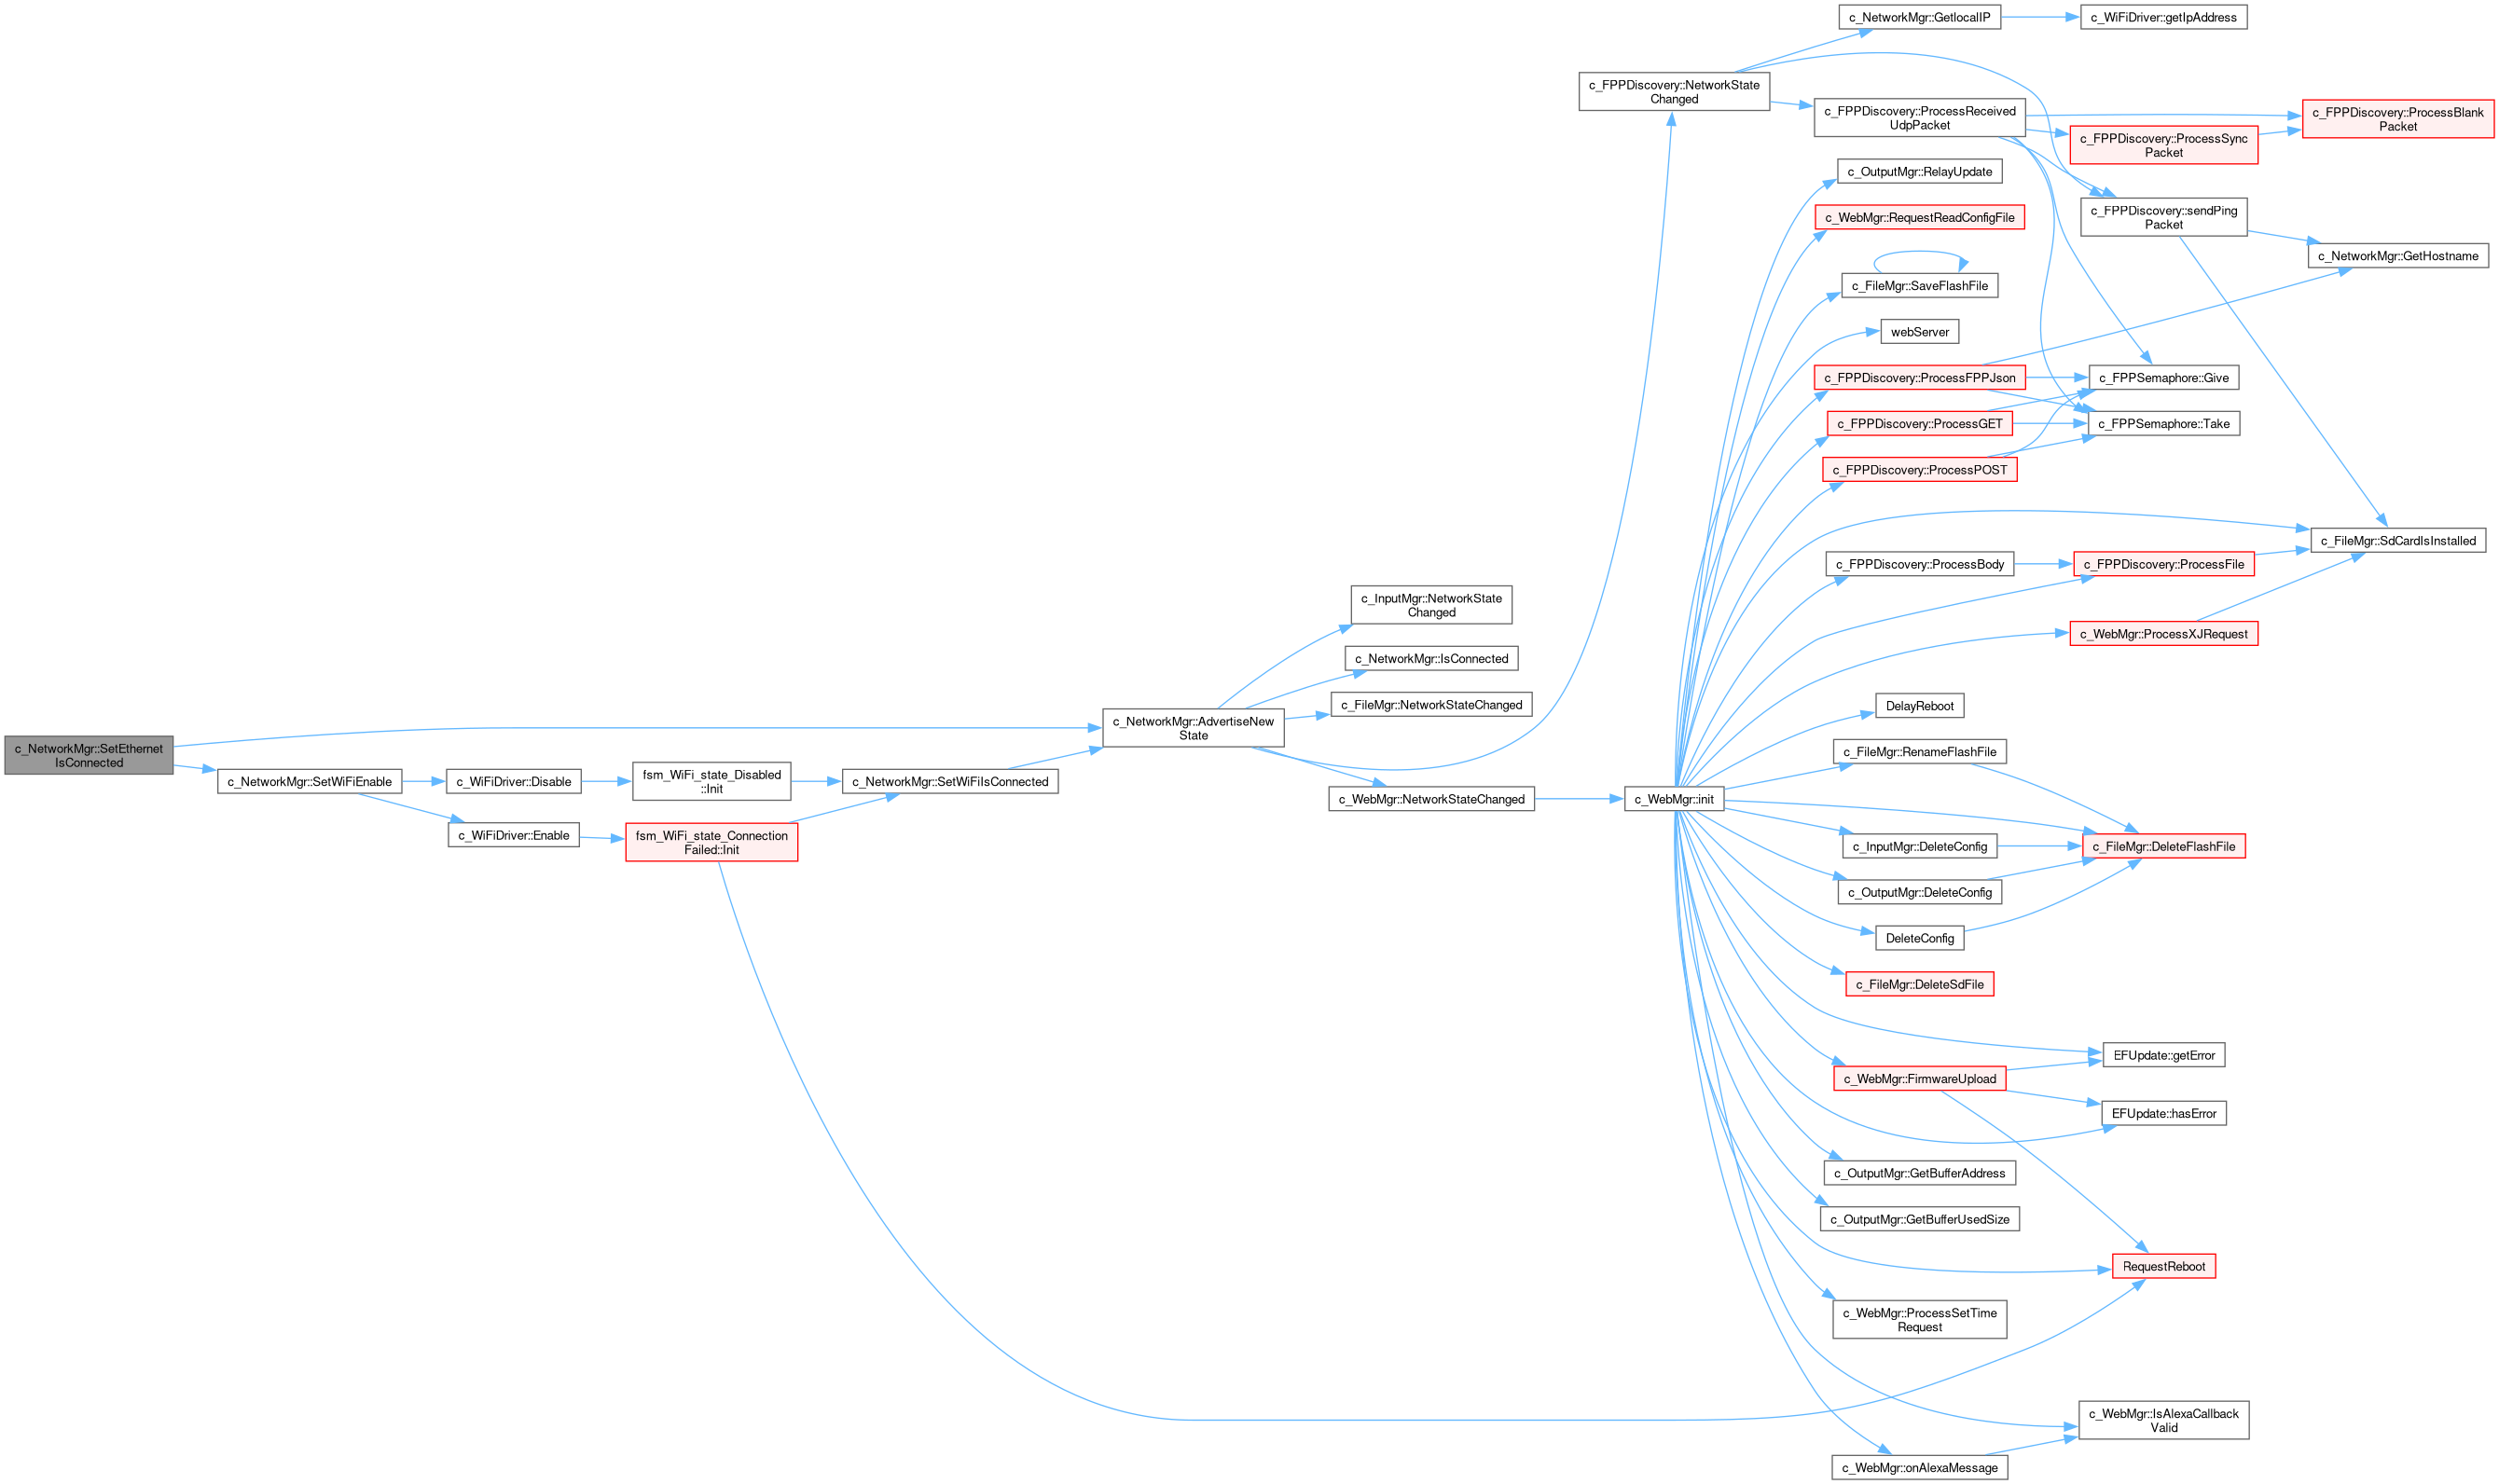 c_NetworkMgr::SetEthernet
IsConnected
c_NetworkMgr::SetWiFiEnable
c_WiFiDriver::Disable
c_WiFiDriver::Enable
fsm_WiFi_state_Disabled
::Init
fsm_WiFi_state_Connection
Failed::Init
c_NetworkMgr::SetWiFiIsConnected
c_NetworkMgr::AdvertiseNew
State
c_InputMgr::NetworkState
Changed
c_NetworkMgr::IsConnected
c_FileMgr::NetworkStateChanged
c_WebMgr::NetworkStateChanged
c_FPPDiscovery::NetworkState
Changed
c_WebMgr::init
c_NetworkMgr::GetlocalIP
c_WiFiDriver::getIpAddress
c_FPPDiscovery::ProcessReceived
UdpPacket
c_FPPDiscovery::ProcessBlank
Packet
c_FPPDiscovery::ProcessSync
Packet
c_OutputMgr::RelayUpdate
c_WebMgr::RequestReadConfigFile
c_FPPDiscovery::sendPing
Packet
c_NetworkMgr::GetHostname
c_FileMgr::SaveFlashFile
webServer
c_FPPDiscovery::ProcessFPPJson
c_FPPSemaphore::Give
c_FPPDiscovery::ProcessGET
c_FPPSemaphore::Take
c_FPPDiscovery::ProcessPOST
c_FileMgr::SdCardIsInstalled
c_FPPDiscovery::ProcessBody
c_FPPDiscovery::ProcessFile
c_WebMgr::ProcessXJRequest
DelayReboot
c_FileMgr::RenameFlashFile
c_InputMgr::DeleteConfig
c_FileMgr::DeleteFlashFile
c_OutputMgr::DeleteConfig
DeleteConfig
c_FileMgr::DeleteSdFile
EFUpdate::getError
c_WebMgr::FirmwareUpload
EFUpdate::hasError
c_OutputMgr::GetBufferAddress
c_OutputMgr::GetBufferUsedSize
RequestReboot
c_WebMgr::ProcessSetTime
Request
c_WebMgr::IsAlexaCallback
Valid
c_WebMgr::onAlexaMessage